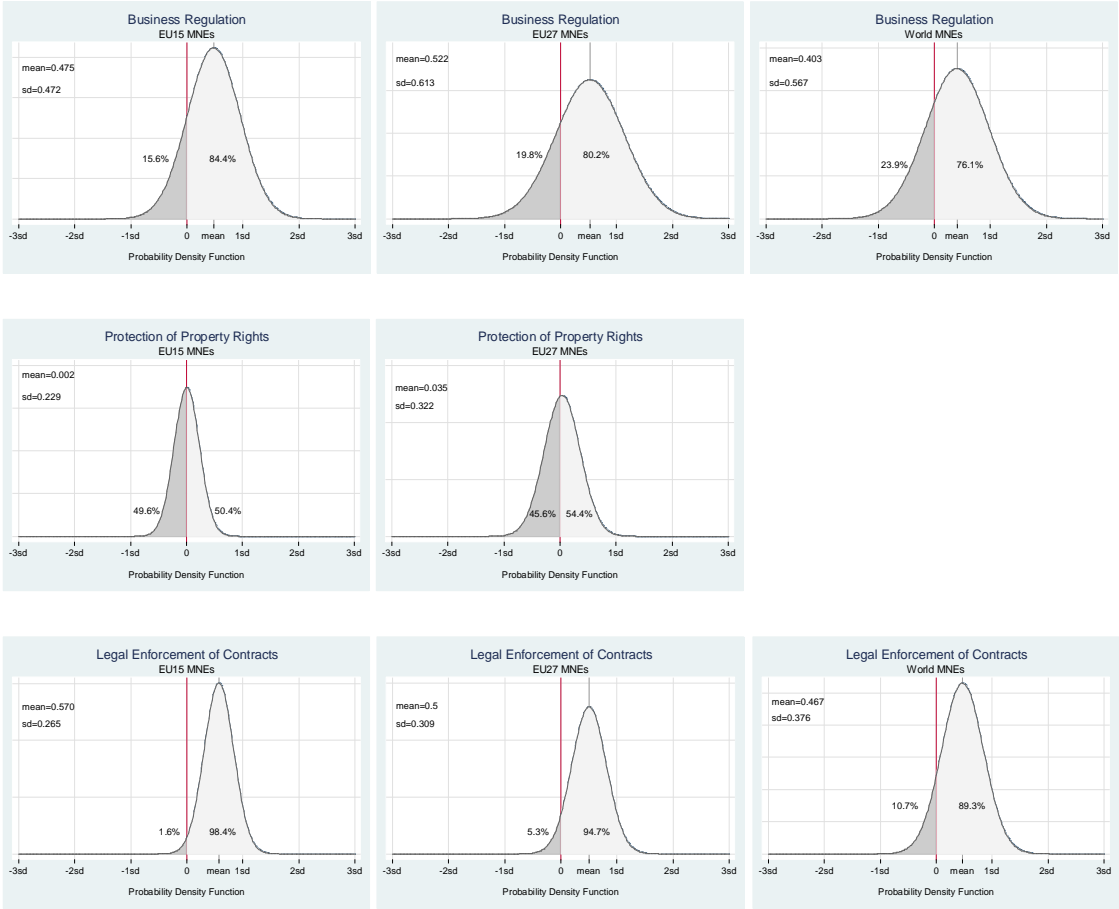 Business Regulation
EU15 MNEs
mean=0.475
sd=0.472
15.6%
84.4%
-3sd -2sd -1sd 0 mean 1sd 2sd 3sd
Probability Density Function
Business Regulation
EU27 MNEs
mean=0.522
sd=0.613
19.8%
80.2%
-3sd -2sd -1sd 0 mean 1sd 2sd 3sd
Probability Density Function
Business Regulation
World MNEs
mean=0.403
sd=0.567
23.9%
76.1%
-3sd -2sd -1sd 0 mean 1sd 2sd 3sd
Probability Density Function
Protection of Property Rights
EU15 MNEs
mean=0.002
sd=0.229
49.6%
50.4%
-3sd -2sd -1sd 0 1sd 2sd 3sd
Probability Density Function
Protection of Property Rights
EU27 MNEs
mean=0.035
sd=0.322
45.6%
54.4%
-3sd -2sd -1sd 0 1sd 2sd 3sd
Probability Density Function
Legal Enforcement of Contracts
EU15 MNEs
mean=0.570
sd=0.265
1.6%
98.4%
-3sd -2sd -1sd 0 mean 1sd 2sd 3sd
Probability Density Function
Legal Enforcement of Contracts
EU27 MNEs
mean=0.5
sd=0.309
5.3%
94.7%
-3sd -2sd -1sd 0 mean 1sd 2sd 3sd
Probability Density Function
Legal Enforcement of Contracts
World MNEs
mean=0.467
sd=0.376
10.7%
89.3%
-3sd -2sd -1sd 0 mean 1sd 2sd 3sd
Probability Density Function